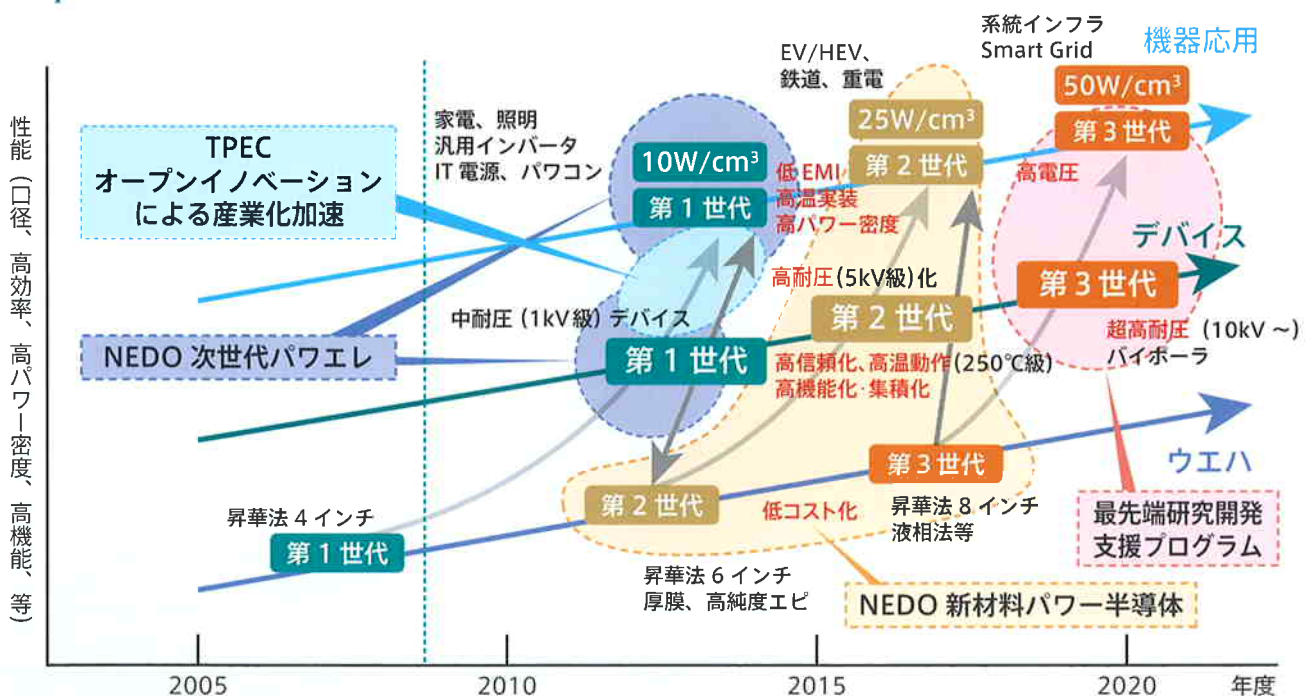 系統インフラ
Smart Grid
機器応用
EV/HEV、
鉄道、重電
50W/cm³
第3世代
25W/cm³
第2世代
高電圧
家電、照明
汎用インバータ
IT電源、パワコン
10W/cm³
第1世代
低EMI
高温実装
高パワー密度
TPEC
オープンイノベーション
による産業化加速
性能（口径、高効率、高パワー密度、高機能、等）
デバイス
高耐圧(5kV級)化
第3世代
第2世代
中耐圧（1kV級）デバイス
超高耐圧（10kV～）
バイポーラ
NEDO次世代パワエレ
第1世代
高信頼化、高温動作(250℃級)
高機能化·集積化
ウエハ
第3世代
第2世代
低コスト化
昇華法8インチ
液相法等
昇華法4インチ
第1世代
最先端研究開発
支援プログラム
昇華法6インチ
厚膜、高純度エピ
NEDO新材料パワー半導体
2005
2010
2015
2020
年度